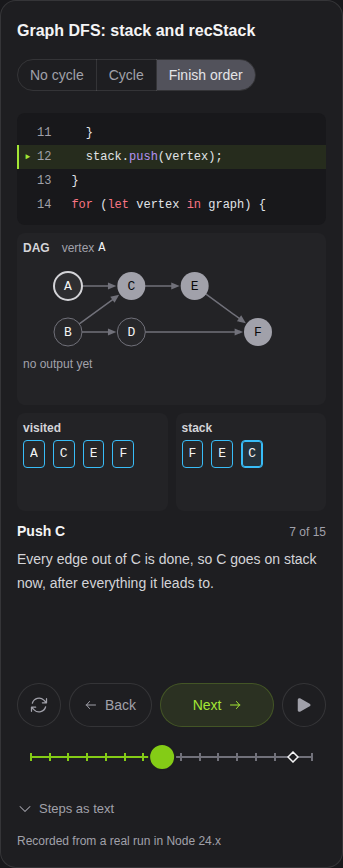 Graph DFS: stack and recStack
No cycle Cycle Finish order
11 }
12 stack.push(vertex);
13 }
14 for (let vertex in graph) {
DAG vertex A
A C E
B D F
no output yet
visited stack
A C E F F E C
Push C 7 of 15
Every edge out of C is done, so C goes on stack
now, after everything it leads to.
Back Next
Steps as text
Recorded from a real run in Node 24.x